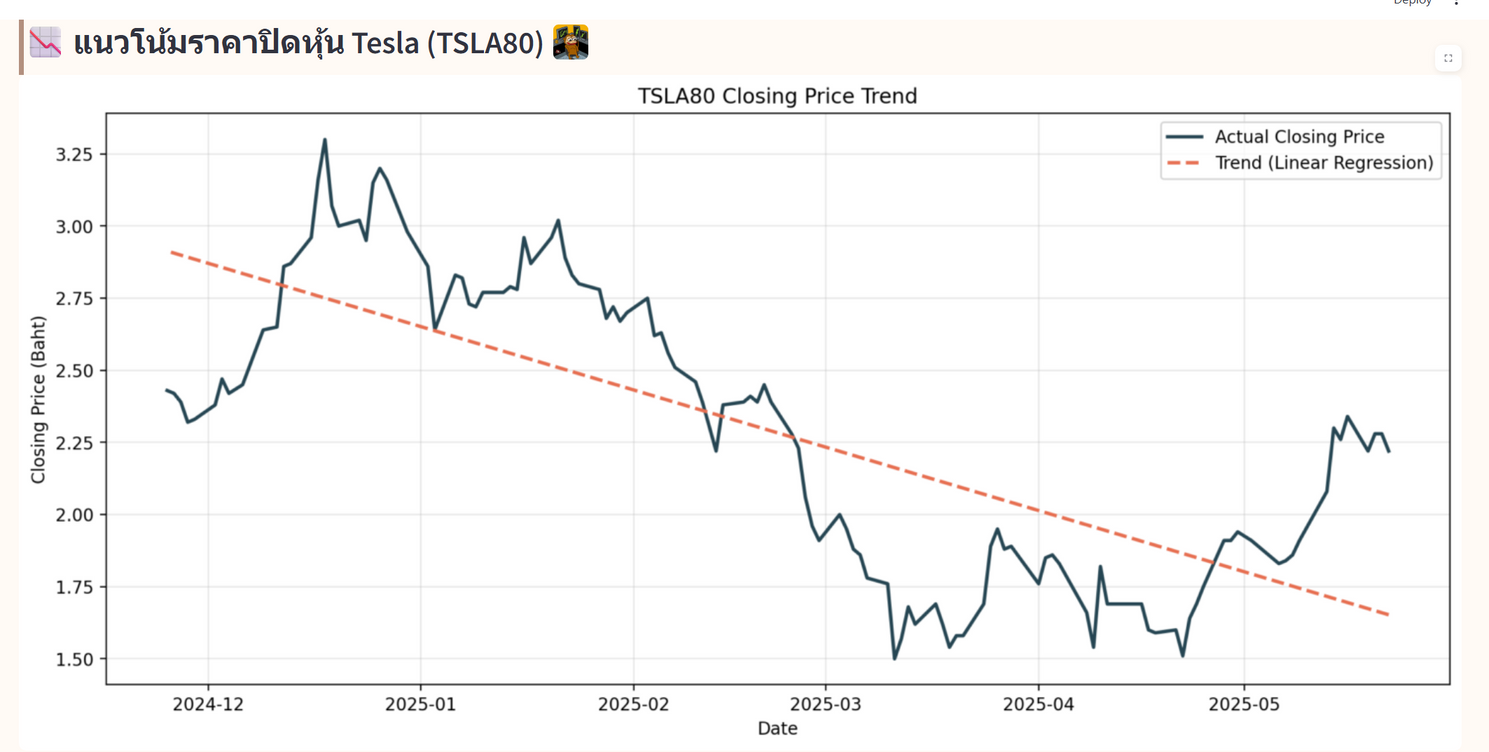 Deploy
📉 แนวโน้มราคาปิดหุ้น Tesla (TSLA80)
TSLA80 Closing Price Trend
Actual Closing Price
Trend (Linear Regression)
Closing Price (Baht)
3.25
3.00
2.75
2.50
2.25
2.00
1.75
1.50
2024-12
2025-01
2025-02
2025-03
2025-04
2025-05
Date